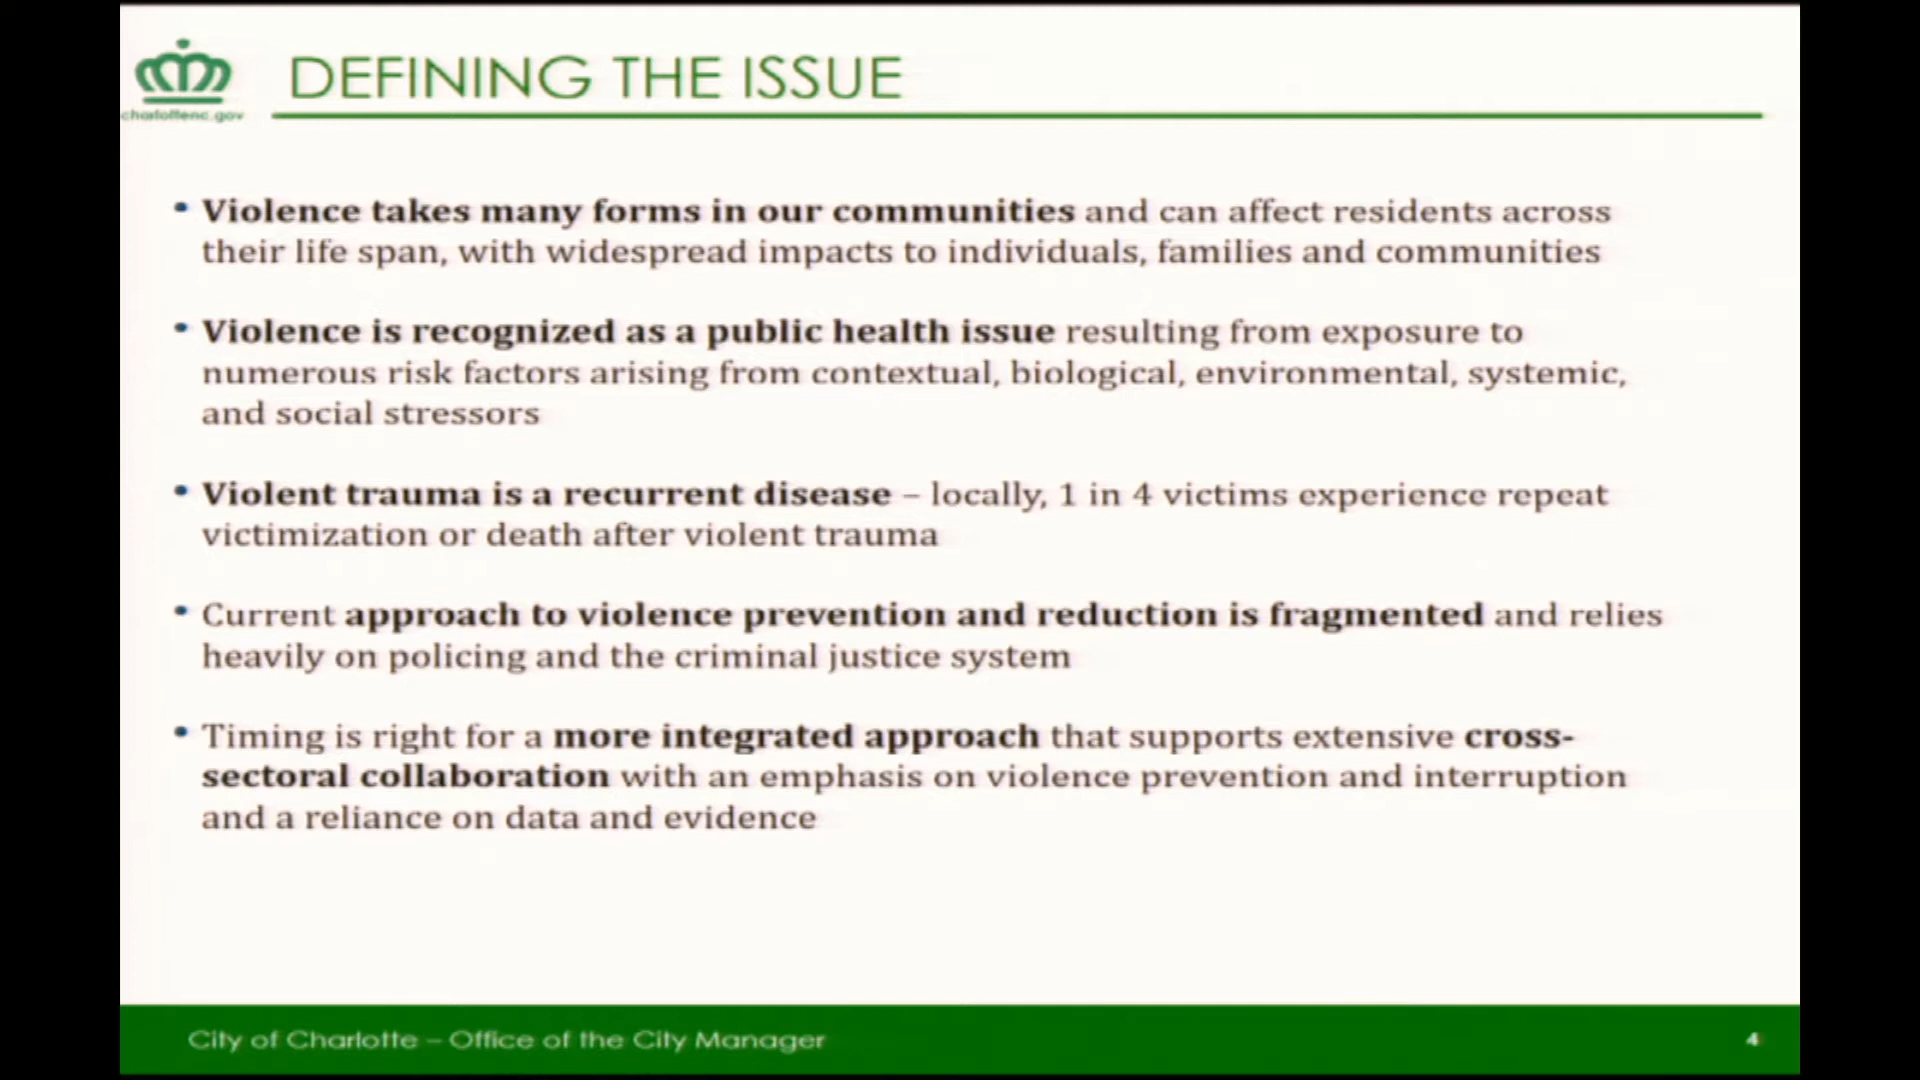 charlottenc.gov
DEFINING THE ISSUE
• Violence takes many forms in our communities and can affect residents across
their life span, with widespread impacts to individuals, families and communities
• Violence is recognized as a public health issue resulting from exposure to
numerous risk factors arising from contextual, biological, environmental, systemic,
and social stressors
• Violent trauma is a recurrent disease – locally, 1 in 4 victims experience repeat
victimization or death after violent trauma
• Current approach to violence prevention and reduction is fragmented and relies
heavily on policing and the criminal justice system
• Timing is right for a more integrated approach that supports extensive cross-
sectoral collaboration with an emphasis on violence prevention and interruption
and a reliance on data and evidence
City of Charlotte – Office of the City Manager
4